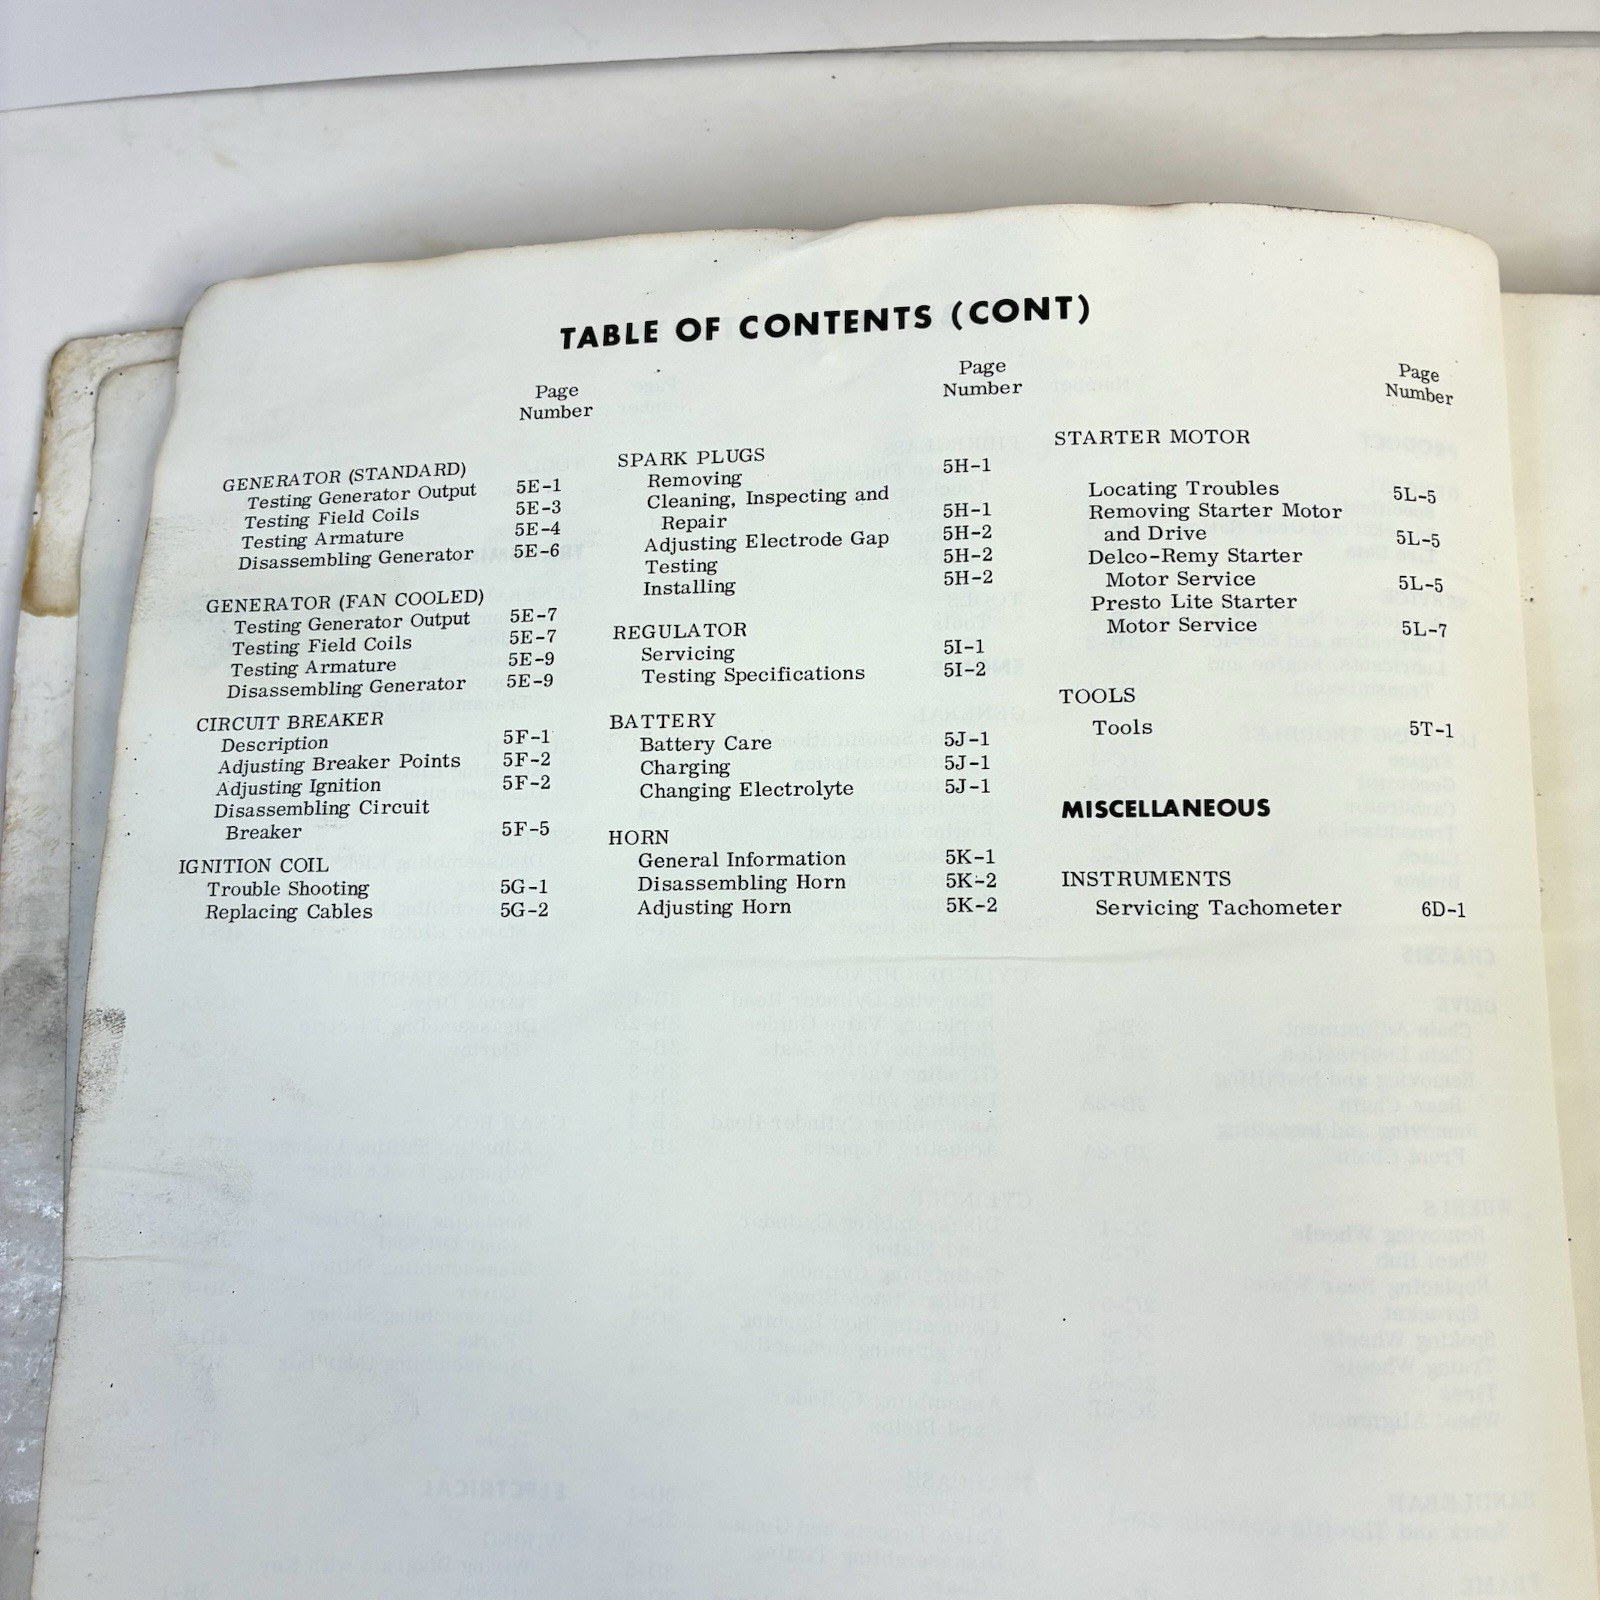 TABLE OF CONTENTS (CONT)
Page
Number
GENERATOR (STANDARD)
Testing Generator Output 5E-1
Testing Field Coils 5E-3
Testing Armature 5E-4
Disassembling Generator 5E-6
GENERATOR (FAN COOLED)
Testing Generator Output 5E-7
Testing Field Coils 5E-7
Testing Armature 5E-9
Disassembling Generator 5E-9
CIRCUIT BREAKER
Description 5F-1
Adjusting Breaker Points 5F-2
Adjusting Ignition 5F-2
Disassembling Circuit
Breaker 5F-5
IGNITION COIL
Trouble Shooting 5G-1
Replacing Cables 5G-2
Page
Number
SPARK PLUGS
Removing 5H-1
Cleaning, Inspecting and
Repair 5H-1
Adjusting Electrode Gap 5H-2
Testing 5H-2
Installing 5H-2
REGULATOR
Servicing 5I-1
Testing Specifications 5I-2
BATTERY
Battery Care 5J-1
Charging 5J-1
Changing Electrolyte 5J-1
HORN
General Information 5K-1
Disassembling Horn 5K-2
Adjusting Horn 5K-2
Page
Number
STARTER MOTOR
Locating Troubles 5L-5
Removing Starter Motor
and Drive 5L-5
Delco-Remy Starter
Motor Service 5L-5
Presto Lite Starter
Motor Service 5L-7
TOOLS
Tools 5T-1
MISCELLANEOUS
INSTRUMENTS
Servicing Tachometer 6D-1